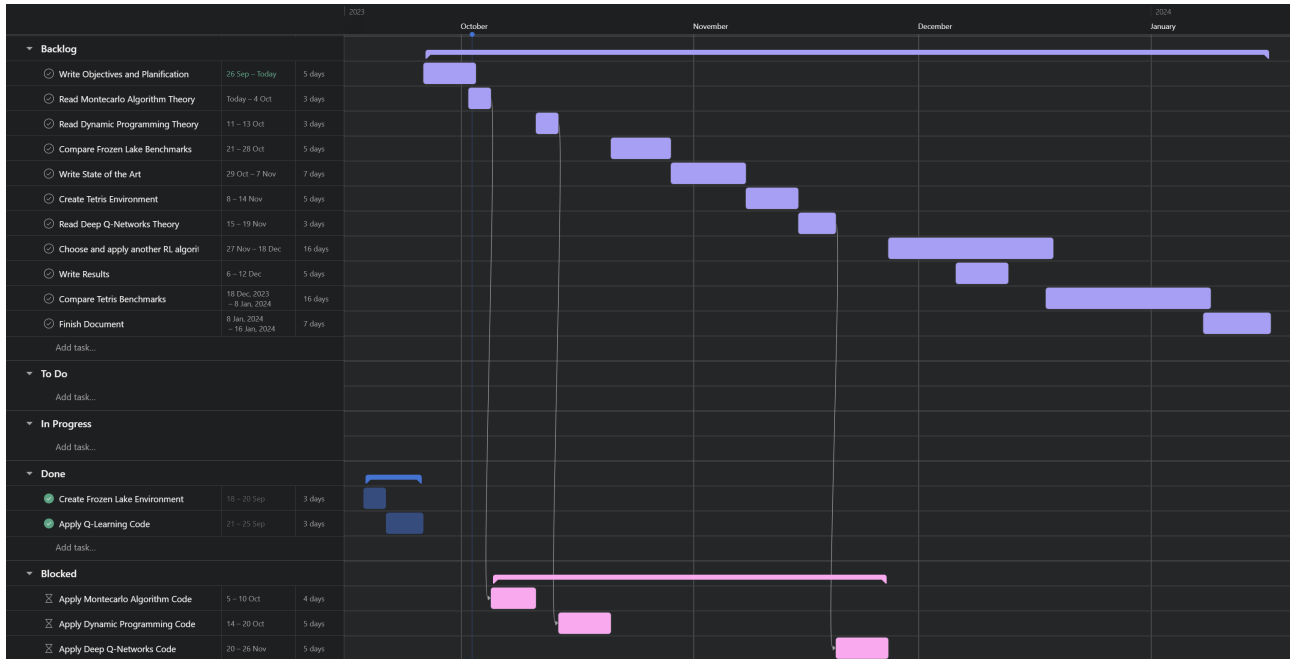 2023
2024
October
November
December
January
Backlog
Write Objectives and Planification 26 Sep – Today 5 days
Read Montecarlo Algorithm Theory Today – 4 Oct 3 days
Read Dynamic Programming Theory 11 – 13 Oct 3 days
Compare Frozen Lake Benchmarks 21 – 28 Oct 5 days
Write State of the Art 29 Oct – 7 Nov 7 days
Create Tetris Environment 8 – 14 Nov 5 days
Read Deep Q-Networks Theory 15 – 19 Nov 3 days
Choose and apply another RL algorit 27 Nov – 18 Dec 16 days
Write Results 6 – 12 Dec 5 days
Compare Tetris Benchmarks 18 Dec, 2023 – 8 Jan, 2024 16 days
Finish Document 8 Jan, 2024 – 16 Jan, 2024 7 days
Add task...
To Do
Add task...
In Progress
Add task...
Done
Create Frozen Lake Environment 18 – 20 Sep 3 days
Apply Q-Learning Code 21 – 25 Sep 3 days
Add task...
Blocked
Apply Montecarlo Algorithm Code 5 – 10 Oct 4 days
Apply Dynamic Programming Code 14 – 20 Oct 5 days
Apply Deep Q-Networks Code 20 – 26 Nov 5 days